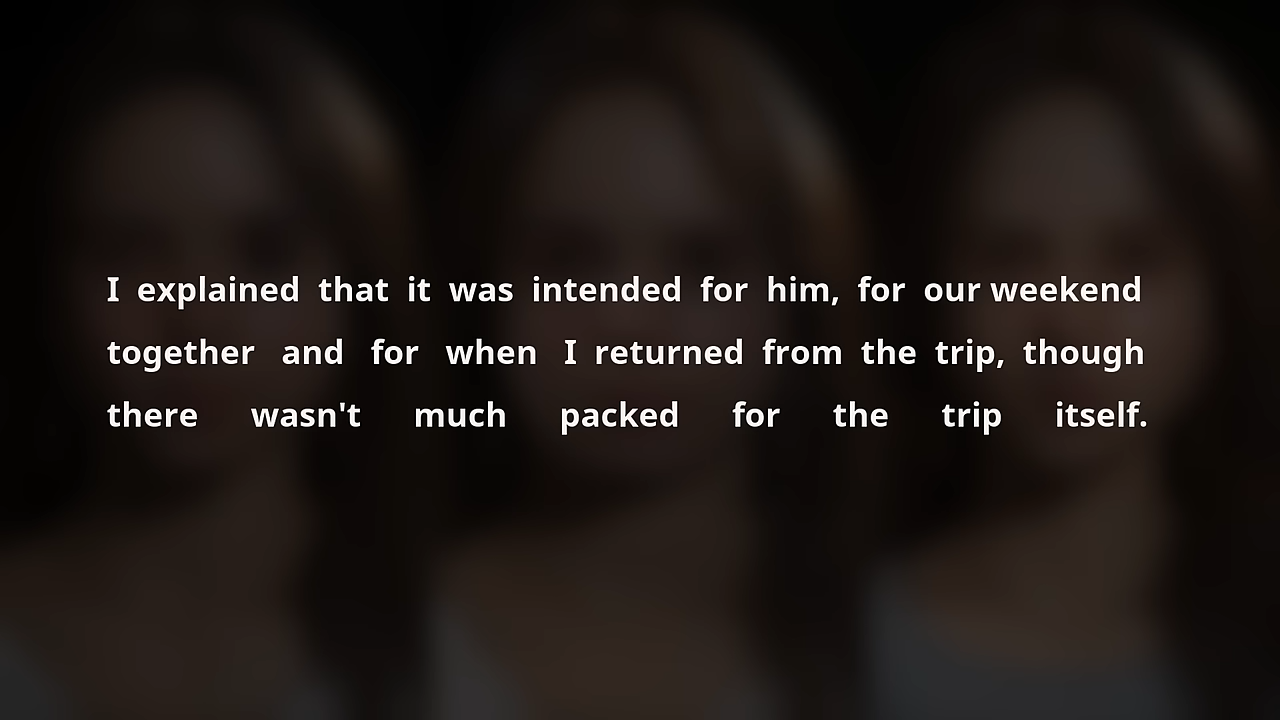 I explained that it was intended for him, for our weekend
together and for when I returned from the trip, though
there wasn't much packed for the trip itself.